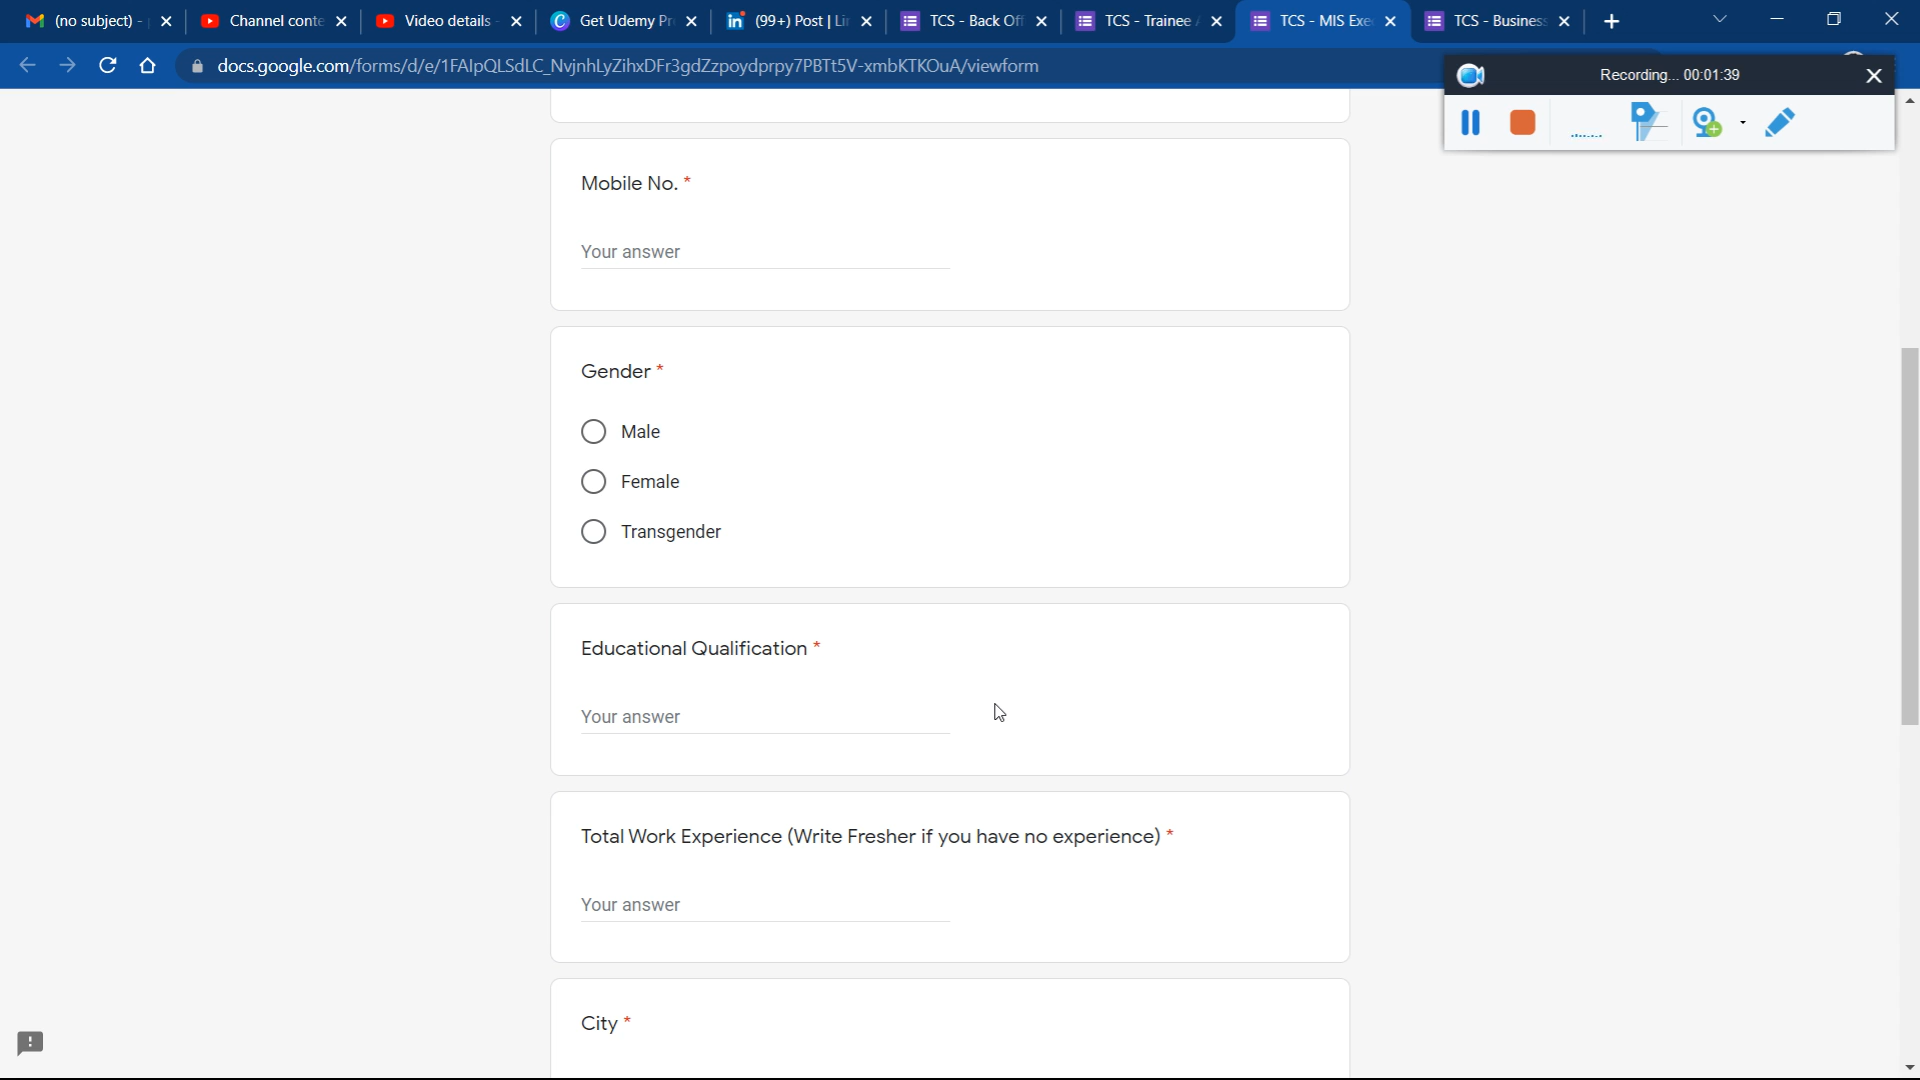 (no subject) -
Channel conte
Video details -
Get Udemy Pr
(99+) Post | Li
TCS - Back Off
TCS - Trainee
TCS - MIS Exe
TCS - Business
docs.google.com/forms/d/e/1FAIpQLSdLC_NvjnhLyZihxDFr3gdZzpoydprpy7PBTt5V-xmbKTKOuA/viewform
Recording... 00:01:39
Mobile No. *
Your answer
Gender *
Male
Female
Transgender
Educational Qualification *
Your answer
Total Work Experience (Write Fresher if you have no experience) *
Your answer
City *